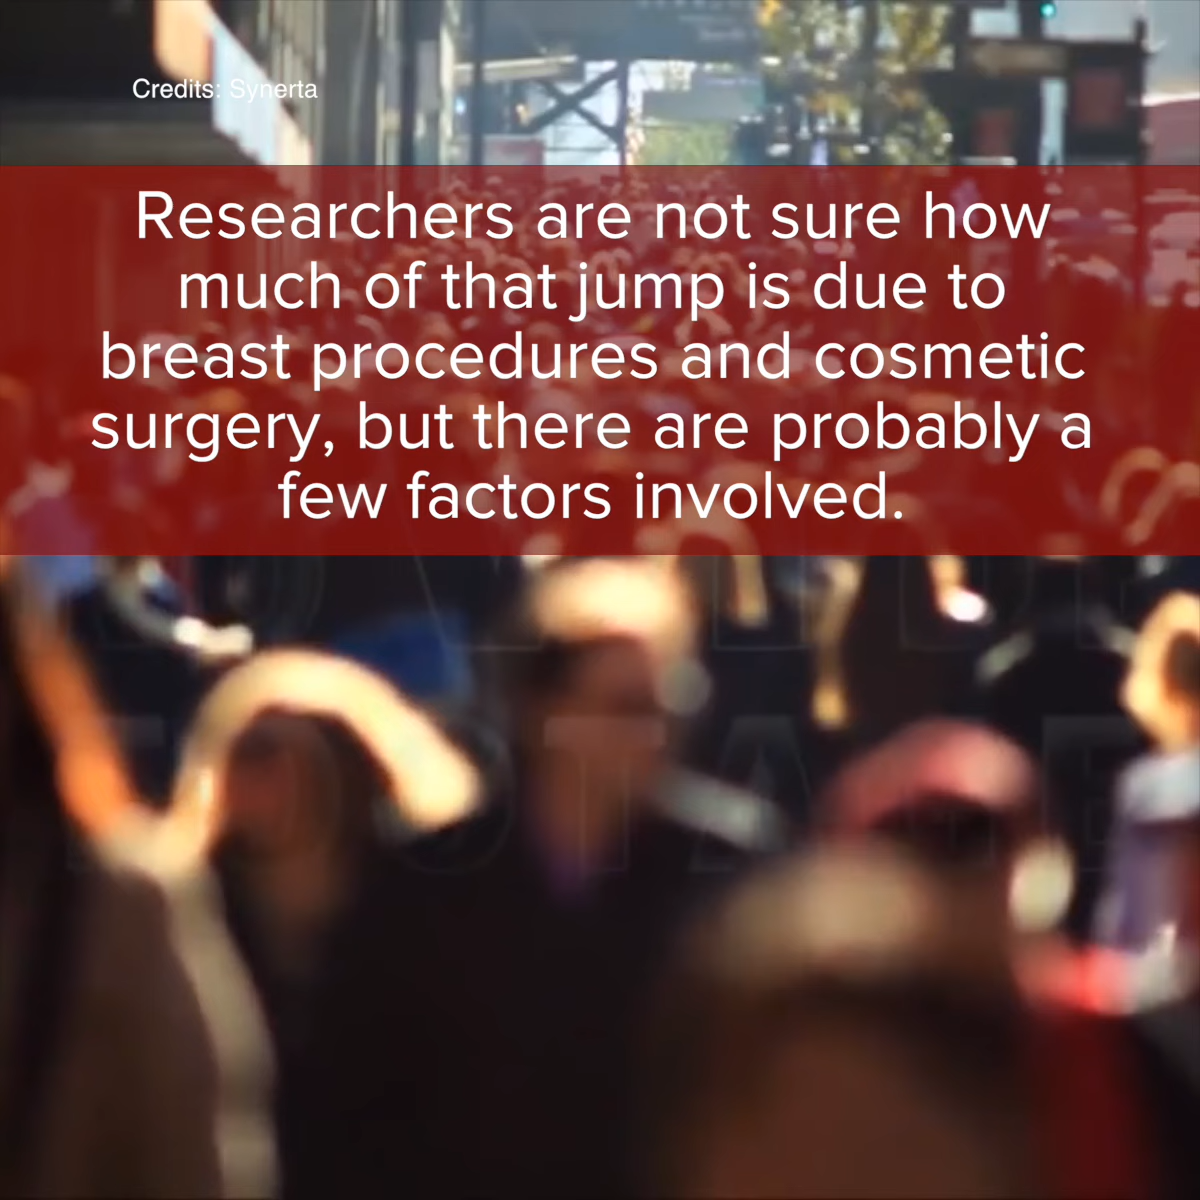 Credits: Synerta
Researchers are not sure how
much of that jump is due to
breast procedures and cosmetic
surgery, but there are probably a
few factors involved.